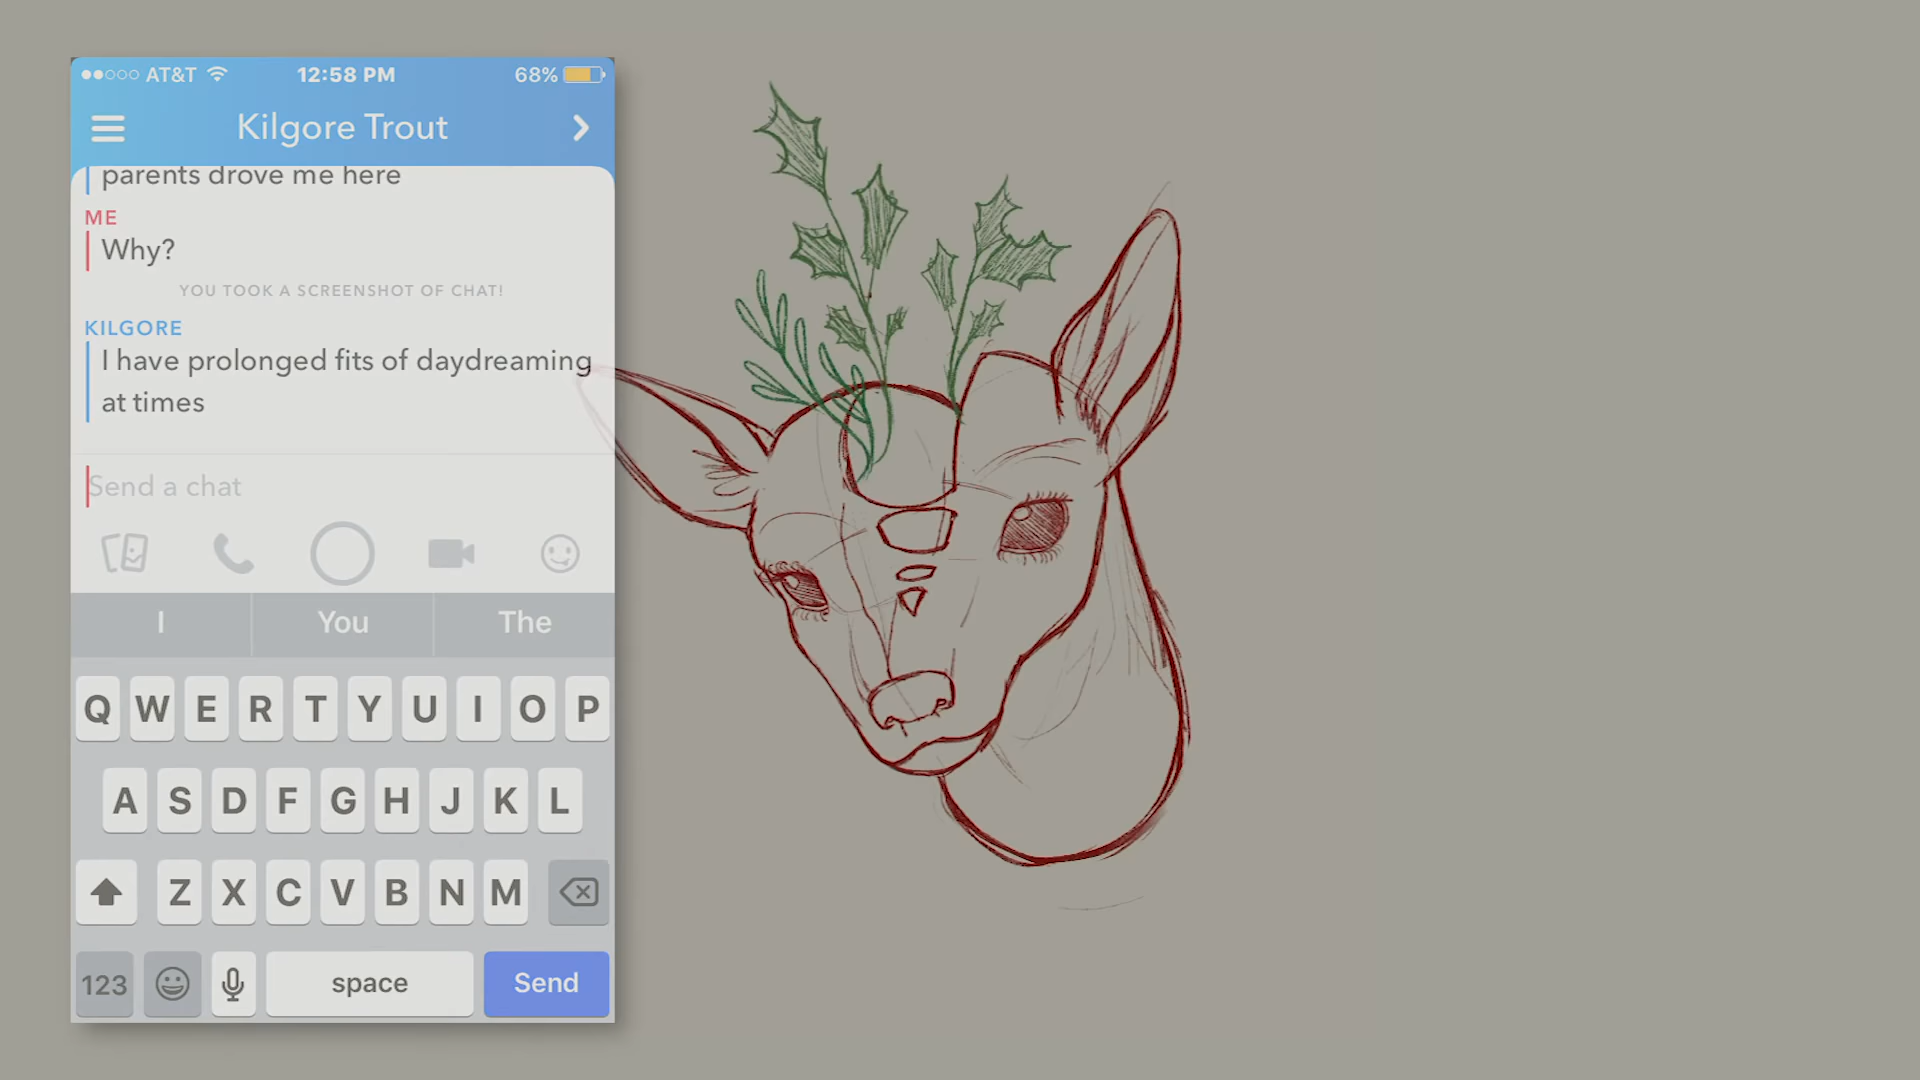 AT&T 12:58 PM 68%
Kilgore Trout
parents drove me here
ME
Why?
YOU TOOK A SCREENSHOT OF CHAT!
KILGORE
I have prolonged fits of daydreaming
at times
Send a chat
I You The
Q W E R T Y U I O P
A S D F G H J K L
Z X C V B N M
123 space Send